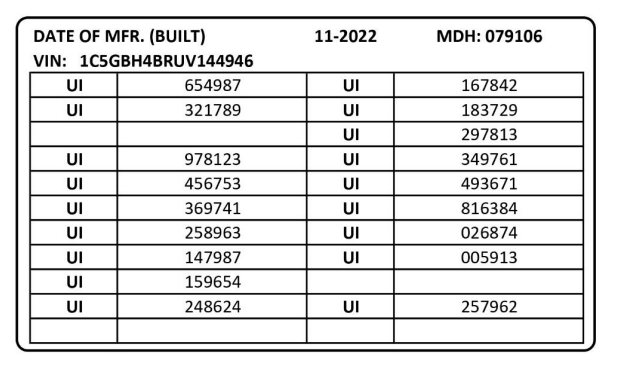 DATE OF MFR. (BUILT) 11-2022 MDH: 079106
VIN: 1C5GBH4BRUV144946
UI 654987 UI 167842
UI 321789 UI 183729
UI 297813
UI 978123 UI 349761
UI 456753 UI 493671
UI 369741 UI 816384
UI 258963 UI 026874
UI 147987 UI 005913
UI 159654
UI 248624 UI 257962